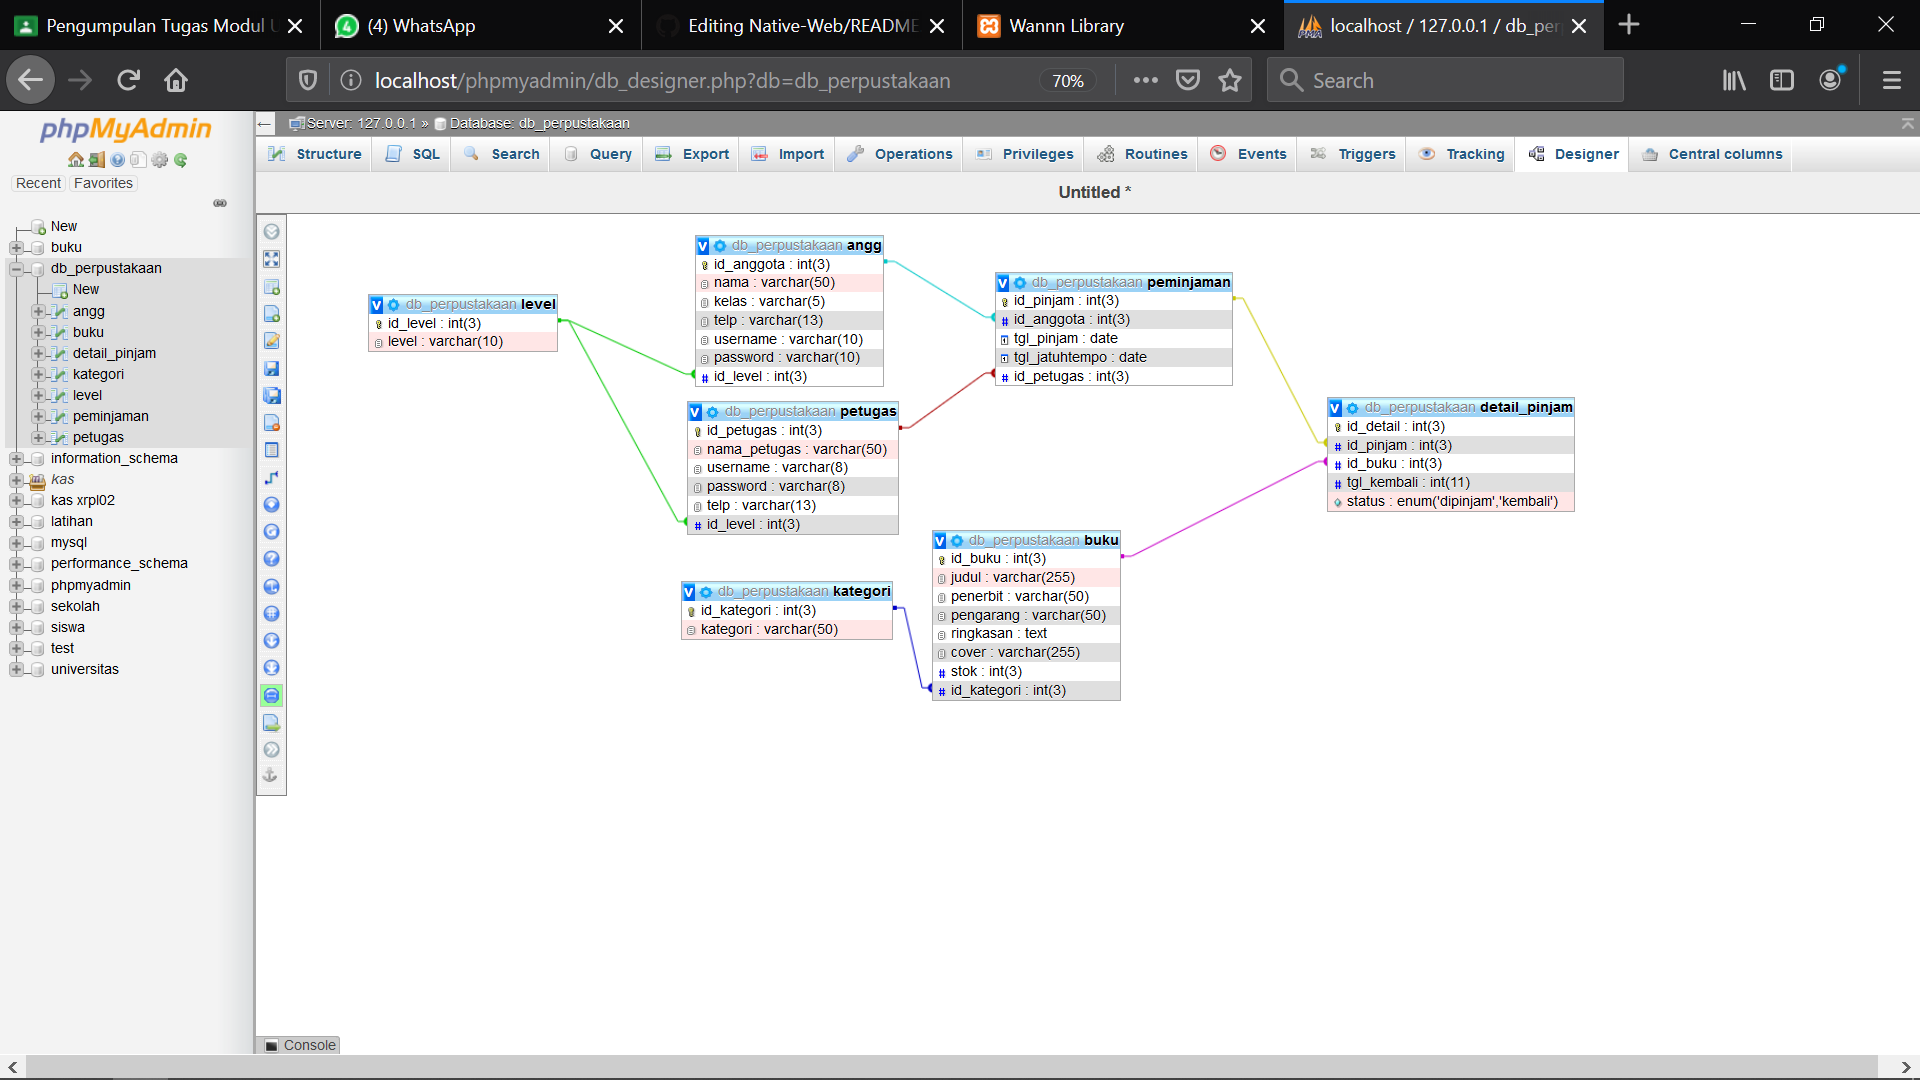 Pengumpulan Tugas Modul U
(4) WhatsApp
Editing Native-Web/README
Wannn Library
localhost / 127.0.0.1 / db_per
localhost/phpmyadmin/db_designer.php?db=db_perpustakaan
70%
Search
phpMyAdmin
Recent
Favorites
New
buku
db_perpustakaan
New
angg
buku
detail_pinjam
kategori
level
peminjaman
petugas
information_schema
kas
kas xrpl02
latihan
mysql
performance_schema
phpmyadmin
sekolah
siswa
test
universitas
Server: 127.0.0.1 » Database: db_perpustakaan
Structure
SQL
Search
Query
Export
Import
Operations
Privileges
Routines
Events
Triggers
Tracking
Designer
Central columns
Untitled *
db_perpustakaan level
id_level : int(3)
level : varchar(10)
db_perpustakaan angg
id_anggota : int(3)
nama : varchar(50)
kelas : varchar(5)
telp : varchar(13)
username : varchar(10)
password : varchar(10)
id_level : int(3)
db_perpustakaan petugas
id_petugas : int(3)
nama_petugas : varchar(50)
username : varchar(8)
password : varchar(8)
telp : varchar(13)
id_level : int(3)
db_perpustakaan kategori
id_kategori : int(3)
kategori : varchar(50)
db_perpustakaan peminjaman
id_pinjam : int(3)
id_anggota : int(3)
tgl_pinjam : date
tgl_jatuhtempo : date
id_petugas : int(3)
db_perpustakaan buku
id_buku : int(3)
judul : varchar(255)
penerbit : varchar(50)
pengarang : varchar(50)
ringkasan : text
cover : varchar(255)
stok : int(3)
id_kategori : int(3)
db_perpustakaan detail_pinjam
id_detail : int(3)
id_pinjam : int(3)
id_buku : int(3)
tgl_kembali : int(11)
status : enum('dipinjam','kembali')
Console